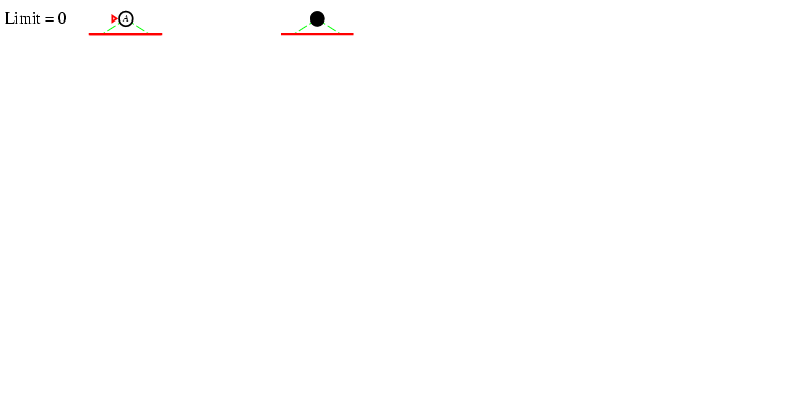 Limit = 0 A